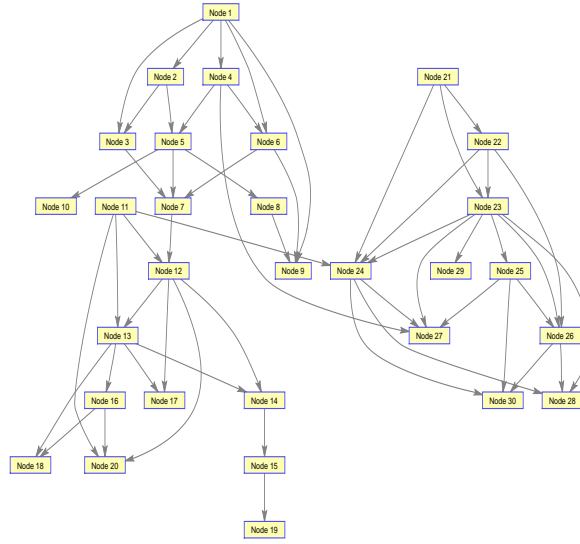 Node 1
Node 2
Node 4
Node 21
Node 3
Node 5
Node 6
Node 22
Node 10
Node 11
Node 7
Node 8
Node 23
Node 12
Node 9
Node 24
Node 29
Node 25
Node 13
Node 27
Node 26
Node 16
Node 17
Node 14
Node 30
Node 28
Node 18
Node 20
Node 15
Node 19